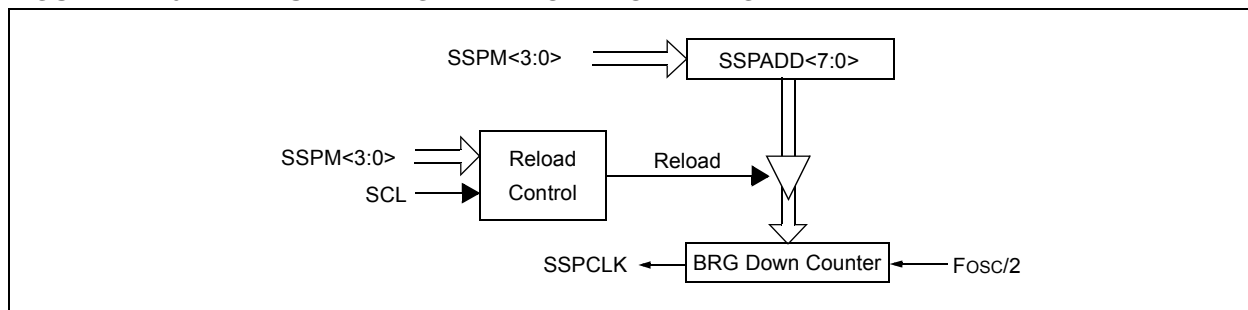 SSPM<3:0>
SSPADD<7:0>
SSPM<3:0>
SCL
Reload
Control
Reload
SSPCLK
BRG Down Counter
FOSC/2